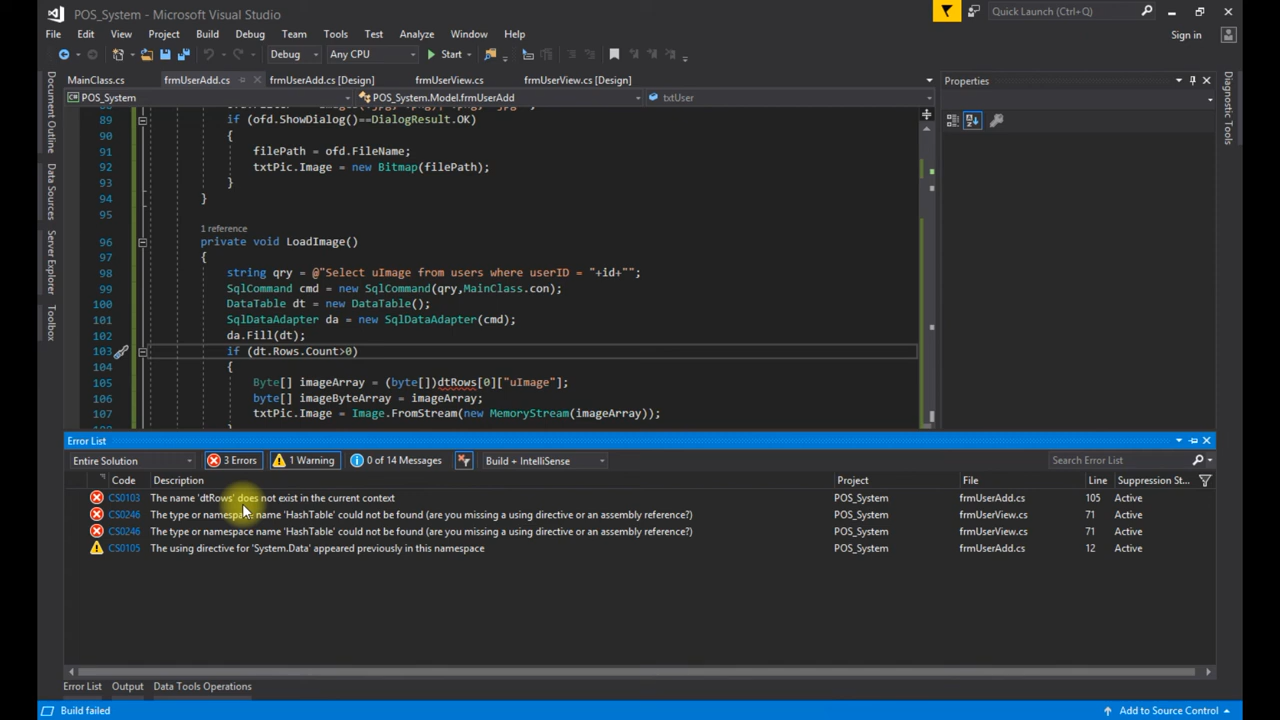 POS_System - Microsoft Visual Studio
Quick Launch (Ctrl+Q)
File Edit View Project Build Debug Team Tools Test Analyze Window Help
Sign in
Debug Any CPU Start
MainClass.cs frmUserAdd.cs frmUserAdd.cs [Design] frmUserView.cs frmUserView.cs [Design]
POS_System POS_System.Model.frmUserAdd txtUser
Properties
Document Outline
Data Sources
Server Explorer
Toolbox
Diagnostic Tools
89 if (ofd.ShowDialog()==DialogResult.OK)
90 {
91 filePath = ofd.FileName;
92 txtPic.Image = new Bitmap(filePath);
93 }
94 }
95
1 reference
96 private void LoadImage()
97 {
98 string qry = @"Select uImage from users where userID = "+id+"";
99 SqlCommand cmd = new SqlCommand(qry,MainClass.con);
100 DataTable dt = new DataTable();
101 SqlDataAdapter da = new SqlDataAdapter(cmd);
102 da.Fill(dt);
103 if (dt.Rows.Count>0)
104 {
105 Byte[] imageArray = (byte[])dtRows[0]["uImage"];
106 byte[] imageByteArray = imageArray;
107 txtPic.Image = Image.FromStream(new MemoryStream(imageArray));
Error List
Entire Solution 3 Errors 1 Warning 0 of 14 Messages Build + IntelliSense Search Error List
Code Description Project File Line Suppression St...
CS0103 The name 'dtRows' does not exist in the current context POS_System frmUserAdd.cs 105 Active
CS0246 The type or namespace name 'HashTable' could not be found (are you missing a using directive or an assembly reference?) POS_System frmUserView.cs 71 Active
CS0246 The type or namespace name 'HashTable' could not be found (are you missing a using directive or an assembly reference?) POS_System frmUserView.cs 71 Active
CS0105 The using directive for 'System.Data' appeared previously in this namespace POS_System frmUserAdd.cs 12 Active
Error List Output Data Tools Operations
Build failed Add to Source Control